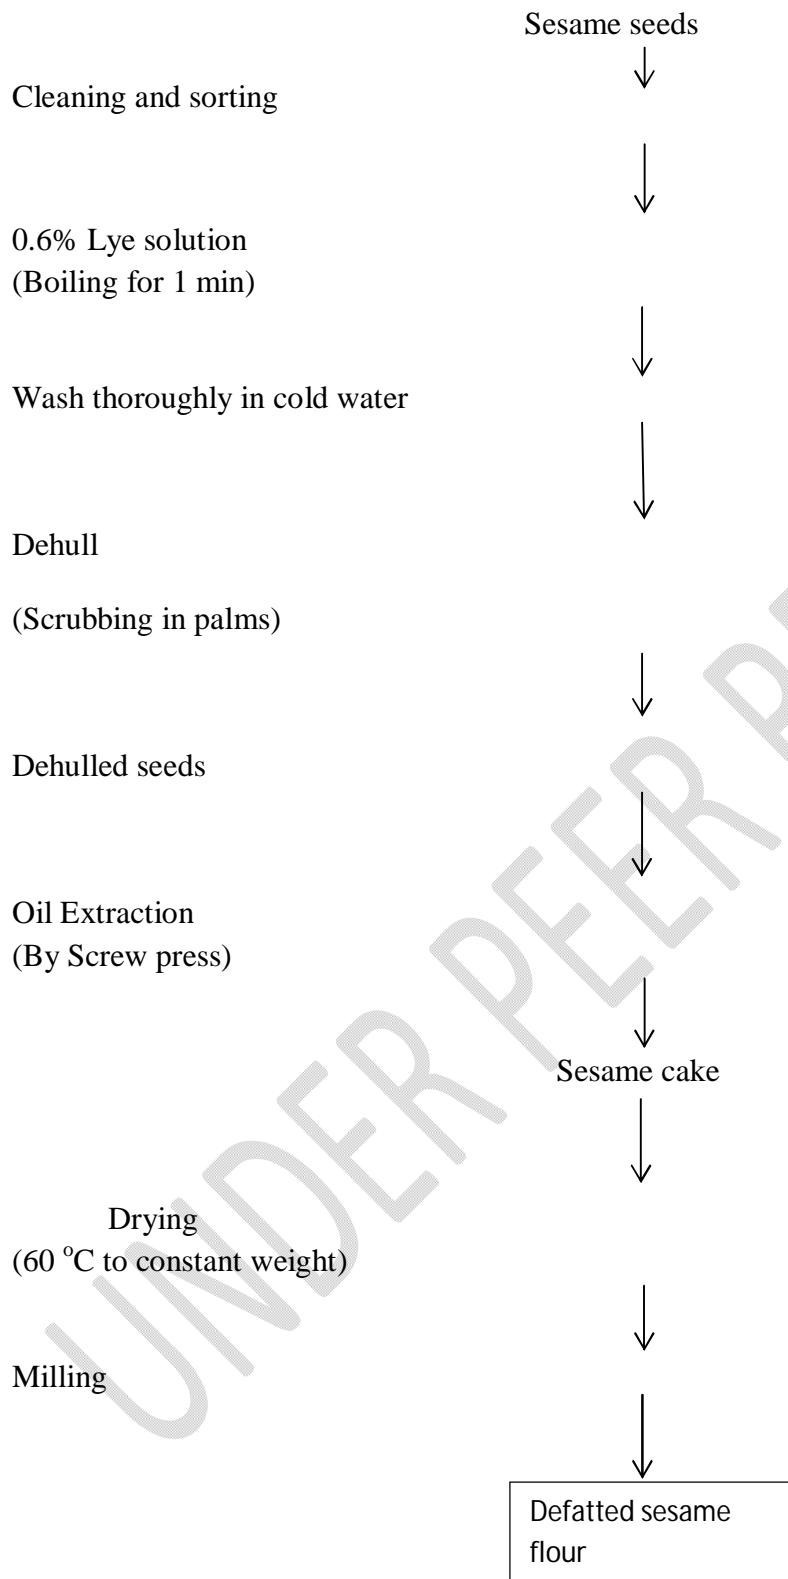 Sesame seeds
Cleaning and sorting
0.6% Lye solution
(Boiling for 1 min)
Wash thoroughly in cold water
Dehull
(Scrubbing in palms)
Dehulled seeds
Oil Extraction
(By Screw press)
Sesame cake
Drying
(60 °C to constant weight)
Milling
Defatted sesame
flour
UNDER PEER